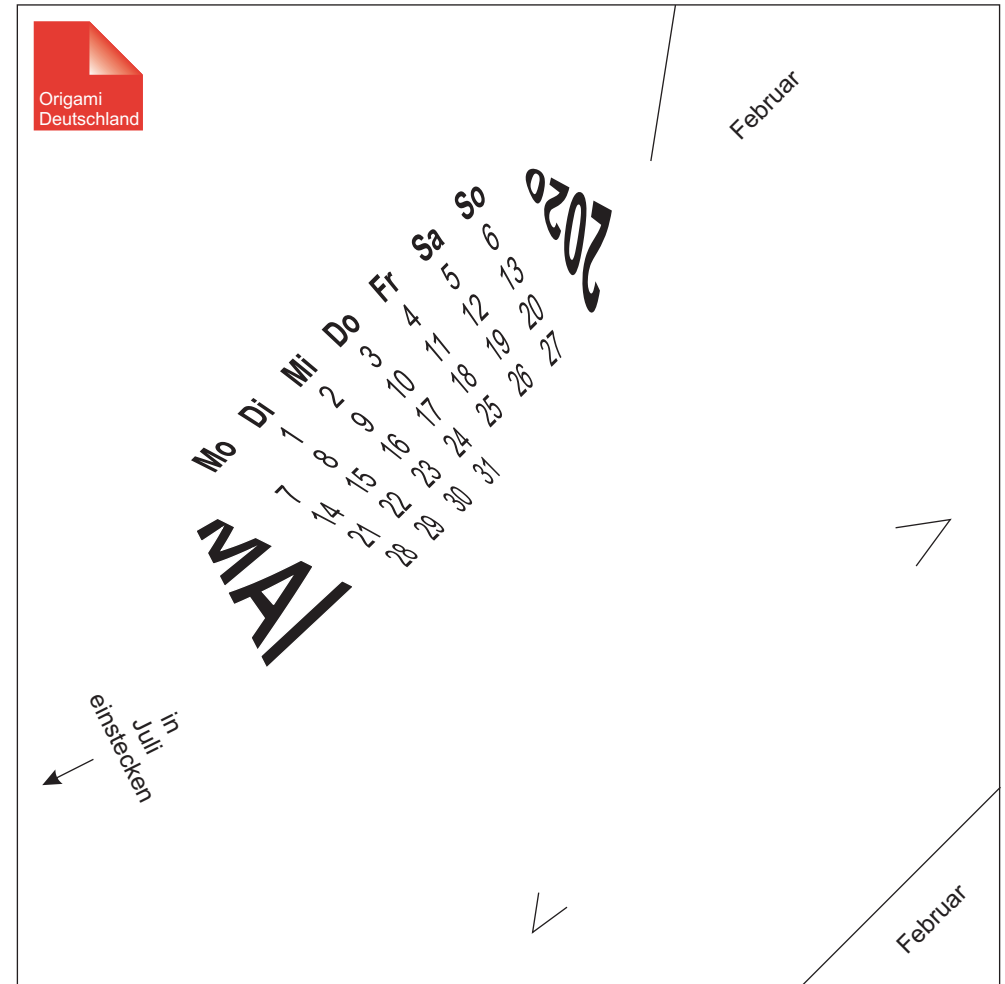 Origami
Deutschland
Februar
2020
Mo Di Mi Do Fr Sa So
1 2 3 4 5 6
7 8 9 10 11 12 13
14 15 16 17 18 19 20
21 22 23 24 25 26 27
28 29 30 31
MAI
in
Juli
einstecken
Februar